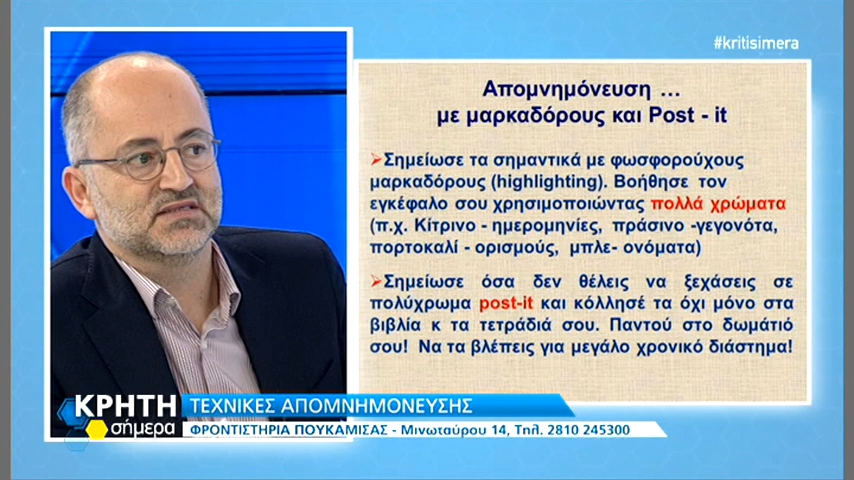 #kritisimera
Απομνημόνευση ...
με μαρκαδόρους και Post - it
Σημείωσε τα σημαντικά με φωσφορούχους
μαρκαδόρους (highlighting). Βοήθησε τον
εγκέφαλο σου χρησιμοποιώντας πολλά χρώματα
(π.χ. Κίτρινο - ημερομηνίες, πράσινο -γεγονότα,
πορτοκαλί - ορισμούς, μπλε- ονόματα)
Σημείωσε όσα δεν θέλεις να ξεχάσεις σε
πολύχρωμα post-it και κόλλησέ τα όχι μόνο στα
βιβλία κ τα τετράδιά σου. Παντού στο δωμάτιό
σου! Να τα βλέπεις για μεγάλο χρονικό διάστημα!
ΚΡΗΤΗ
σήμερα
ΤΕΧΝΙΚΕΣ ΑΠΟΜΝΗΜΟΝΕΥΣΗΣ
ΦΡΟΝΤΙΣΤΗΡΙΑ ΠΟΥΚΑΜΙΣΑΣ - Μινωταύρου 14, Τηλ. 2810 245300